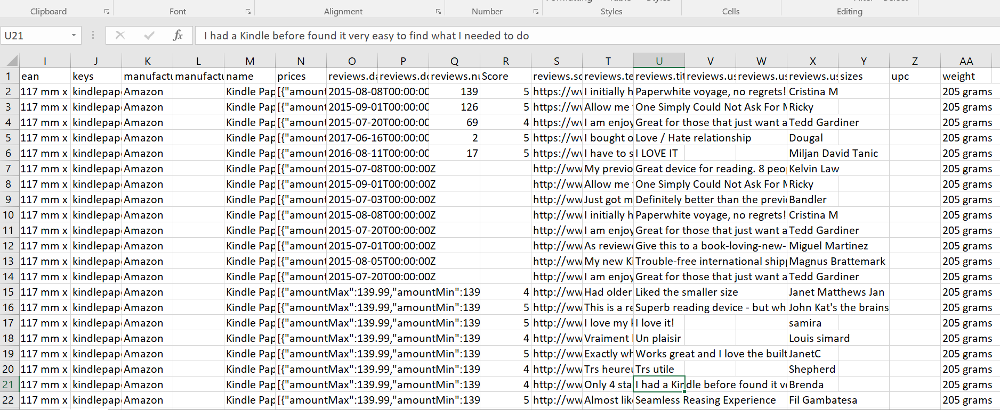 Clipboard Font Alignment Number Styles Cells Editing
U21 fx I had a Kindle before found it very easy to find what I needed to do
I J K L M N O P Q R S T U V W X Y Z AA
1 ean keys manufactu manufactu name prices reviews.da reviews.do reviews.nu Score reviews.so reviews.te reviews.tit reviews.us reviews.us reviews.us sizes upc weight
2 117 mm x kindlepap Amazon Kindle Pap [{"amount 2015-08-08T00:00:00 139 5 https://w I initially h Paperwhite voyage, no regrets! Cristina M 205 grams
3 117 mm x kindlepap Amazon Kindle Pap [{"amount 2015-09-01T00:00:00 126 5 https://w Allow me One Simply Could Not Ask For M Ricky 205 grams
4 117 mm x kindlepap Amazon Kindle Pap [{"amount 2015-07-20T00:00:00 69 4 https://w I am enjoy Great for those that just want a Tedd Gardiner 205 grams
5 117 mm x kindlepap Amazon Kindle Pap [{"amount 2017-06-16T00:00:00 2 5 https://w I bought o Love / Hate relationship Dougal 205 grams
6 117 mm x kindlepap Amazon Kindle Pap [{"amount 2016-08-11T00:00:00 17 5 https://w I have to s I LOVE IT Miljan David Tanic 205 grams
7 117 mm x kindlepap Amazon Kindle Pap [{"amount 2015-07-08T00:00:00Z http://ww My previo Great device for reading. 8 peo Kelvin Law 205 grams
8 117 mm x kindlepap Amazon Kindle Pap [{"amount 2015-09-01T00:00:00Z http://ww Allow me One Simply Could Not Ask For M Ricky 205 grams
9 117 mm x kindlepap Amazon Kindle Pap [{"amount 2015-07-03T00:00:00Z http://ww Just got m Definitely better than the previ Bandler 205 grams
10 117 mm x kindlepap Amazon Kindle Pap [{"amount 2015-08-08T00:00:00Z http://ww I initially h Paperwhite voyage, no regrets! Cristina M 205 grams
11 117 mm x kindlepap Amazon Kindle Pap [{"amount 2015-07-20T00:00:00Z http://ww I am enjoy Great for those that just want a Tedd Gardiner 205 grams
12 117 mm x kindlepap Amazon Kindle Pap [{"amount 2015-07-01T00:00:00Z http://ww As reviewe Give this to a book-loving-new- Miguel Martinez 205 grams
13 117 mm x kindlepap Amazon Kindle Pap [{"amount 2015-08-05T00:00:00Z http://ww My new Ki Trouble-free international ship Magnus Brattemark 205 grams
14 117 mm x kindlepap Amazon Kindle Pap [{"amount 2015-07-20T00:00:00Z http://ww I am enjoy Great for those that just want a Tedd Gardiner 205 grams
15 117 mm x kindlepap Amazon Kindle Pap [{"amountMax":139.99,"amountMin":139 4 http://ww Had older Liked the smaller size Janet Matthews Jan 205 grams
16 117 mm x kindlepap Amazon Kindle Pap [{"amountMax":139.99,"amountMin":139 5 http://ww This is a re Superb reading device - but wh John Kat's the brains 205 grams
17 117 mm x kindlepap Amazon Kindle Pap [{"amountMax":139.99,"amountMin":139 5 http://ww I love my k I love it! samira 205 grams
18 117 mm x kindlepap Amazon Kindle Pap [{"amountMax":139.99,"amountMin":139 4 http://ww Vraiment Un plaisir Louis simard 205 grams
19 117 mm x kindlepap Amazon Kindle Pap [{"amountMax":139.99,"amountMin":139 5 http://ww Exactly wh Works great and I love the built JanetC 205 grams
20 117 mm x kindlepap Amazon Kindle Pap [{"amountMax":139.99,"amountMin":139 4 http://ww Trs heureu Trs utile Shepherd 205 grams
21 117 mm x kindlepap Amazon Kindle Pap [{"amountMax":139.99,"amountMin":139 4 http://ww Only 4 sta I had a Kindle before found it ve Brenda 205 grams
22 117 mm x kindlepap Amazon Kindle Pap [{"amountMax":139.99,"amountMin":139 5 http://ww Almost lik Seamless Reasing Experience Fil Gambatesa 205 grams